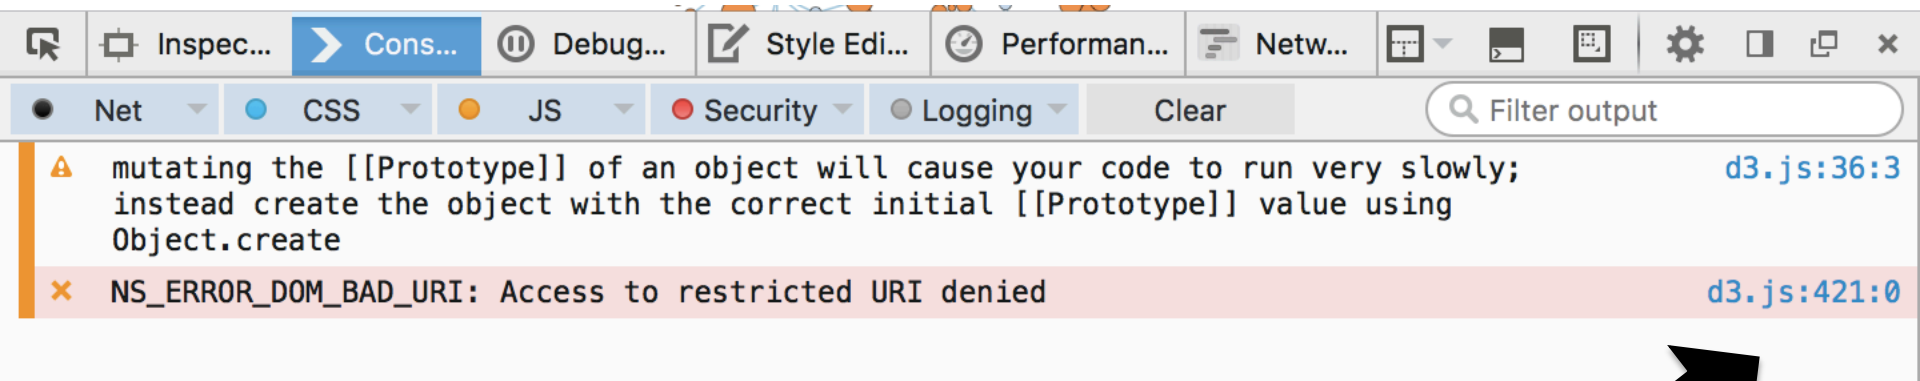 Inspec... Cons... Debug... Style Edi... Performan... Netw...
Net CSS JS Security Logging Clear Filter output
mutating the [[Prototype]] of an object will cause your code to run very slowly; d3.js:36:3
instead create the object with the correct initial [[Prototype]] value using
Object.create
NS_ERROR_DOM_BAD_URI: Access to restricted URI denied d3.js:421:0